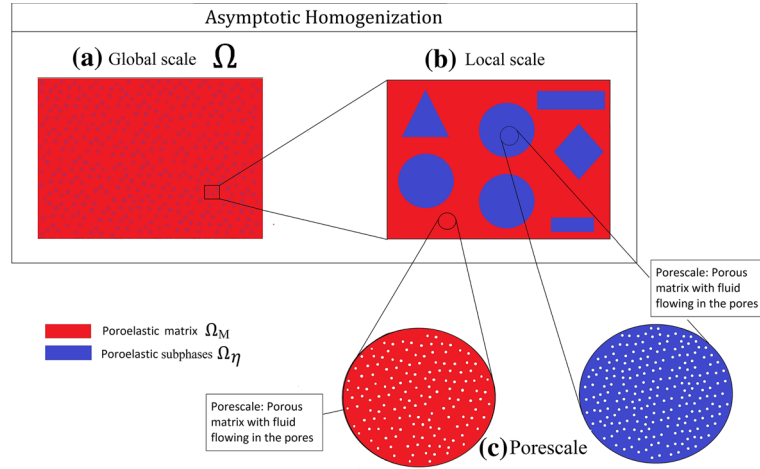 Asymptotic Homogenization
(a) Global scale Ω
(b) Local scale
Porescale: Porous
matrix with fluid
flowing in the pores
Poroelastic matrix Ω_M
Poroelastic subphases Ω_η
Porescale: Porous
matrix with fluid
flowing in the pores
(c) Porescale